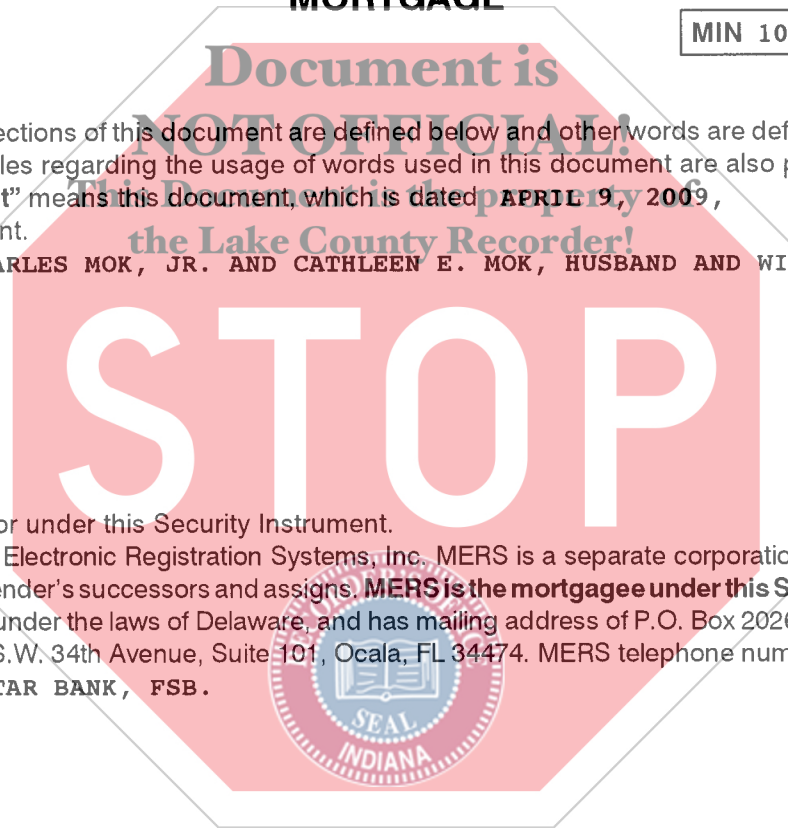 MORTGAGE
MIN 10
Document is
NOT OFFICIAL!
ections of this document are defined below and other words are def
les regarding the usage of words used in this document are also p
t” means this document, which is dated APRIL 9, 2009,
This Document is the property of
nt.
the Lake County Recorder!
ARLES MOK, JR. AND CATHLEEN E. MOK, HUSBAND AND WI
STOP
or under this Security Instrument.
Electronic Registration Systems, Inc. MERS is a separate corporatio
ender’s successors and assigns. MERS is the mortgagee under this S
under the laws of Delaware, and has mailing address of P.O. Box 2026
S.W. 34th Avenue, Suite 101, Ocala, FL 34474. MERS telephone num
TAR BANK, FSB.
SEAL
INDIANA